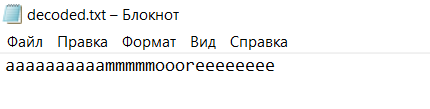 decoded.txt – Блокнот
Файл Правка Формат Вид Справка
aaaaaaaaaammmmmoooreeeeeeee